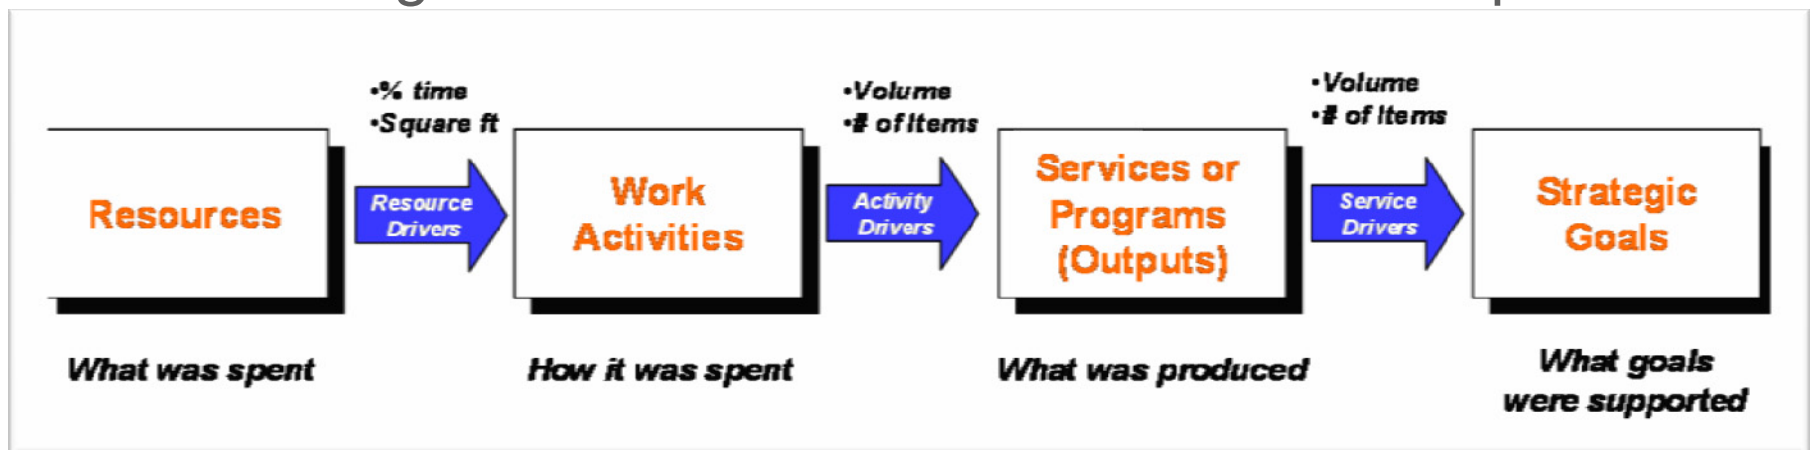 •% time
•Square ft
•Volume
•# of Items
•Volume
•# of Items
Resources
Resource
Drivers
Work
Activities
Activity
Drivers
Services or
Programs
(Outputs)
Service
Drivers
Strategic
Goals
What was spent
How it was spent
What was produced
What goals
were supported